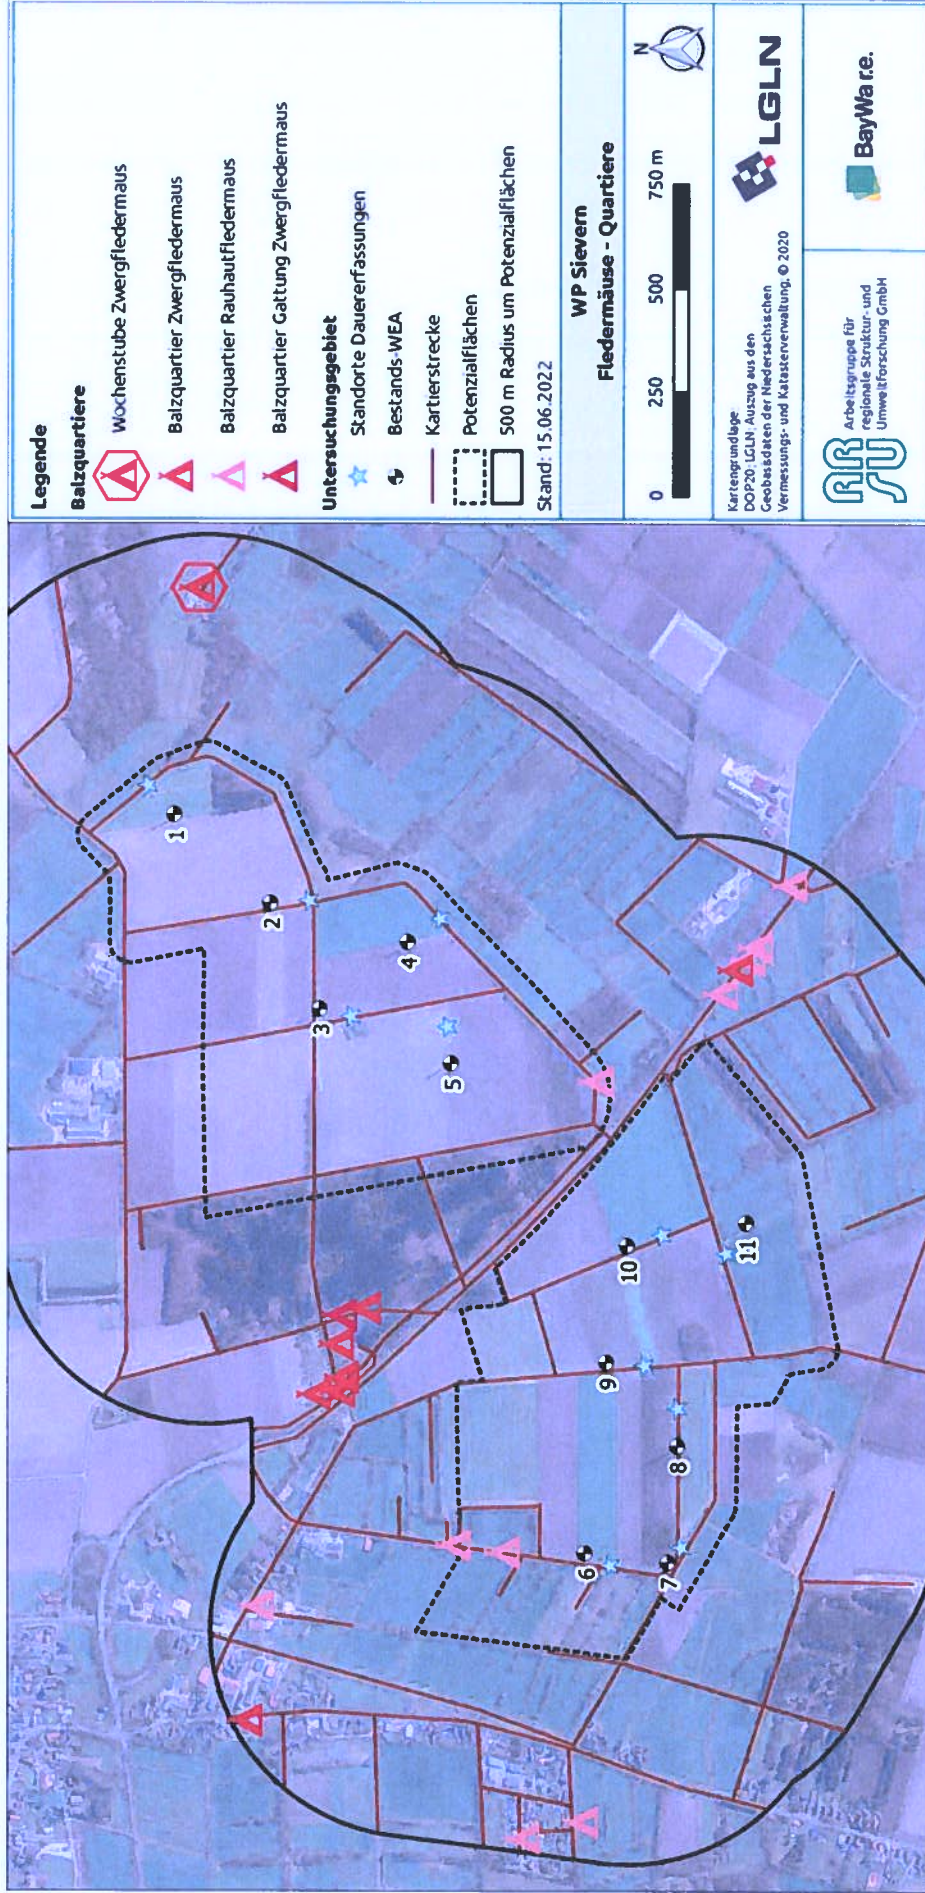 Legende
Balzquartiere
Wochenstube Zwergfledermaus
Balzquartier Zwergfledermaus
Balzquartier Rauhautfledermaus
Balzquartier Gattung Zwergfledermaus
Untersuchungsgebiet
Standorte Dauererfassungen
Bestands-WEA
Kartierstrecke
Potenzialflächen
500 m Radius um Potenzialflächen
Stand: 15.06.2022
WP Sievern
Fledermäuse - Quartiere
0 250 500 750 m
N
Kartengrundlage:
DOP20; LGLN: Auszug aus den
Geobasisdaten der Niedersächsischen
Vermessungs- und Katasterverwaltung, © 2020
LGLN
ARSU
Arbeitsgruppe für
regionale Struktur- und
Umweltforschung GmbH
BayWa r.e.
1
2
3
4
5
6
7
8
9
10
11